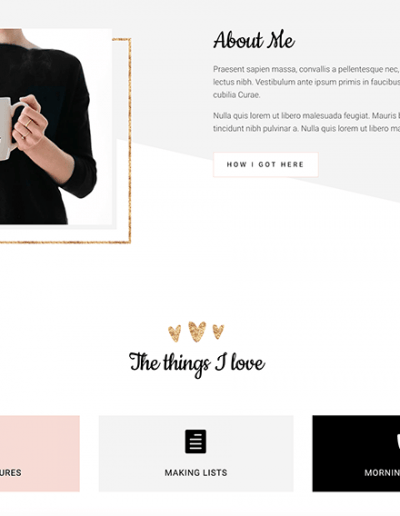 About Me
Praesent sapien massa, convallis a pellentesque nec,
lectus nibh. Vestibulum ante ipsum primis in faucibus
cubilia Curae.
Nulla quis lorem ut libero malesuada feugiat. Mauris b
tincidunt nibh pulvinar a. Nulla quis lorem ut libero ma
HOW I GOT HERE
The things I love
URES
MAKING LISTS
MORNIN